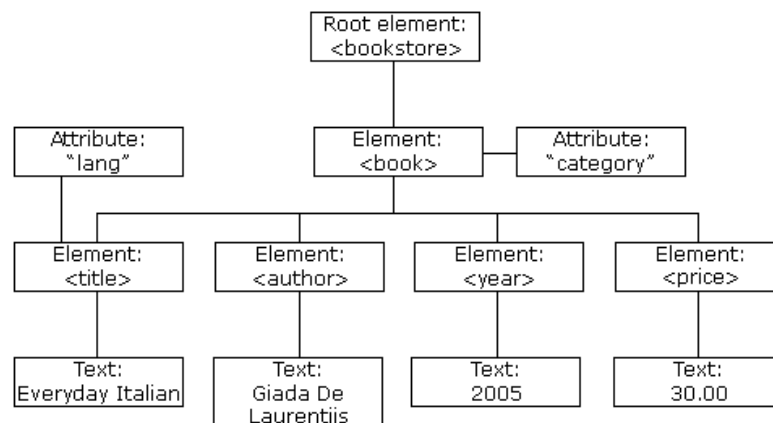 Root element:
<bookstore>
Attribute:
"lang"
Element:
<book>
Attribute:
"category"
Element:
<title>
Element:
<author>
Element:
<year>
Element:
<price>
Text:
Everyday Italian
Text:
Giada De
Laurentiis
Text:
2005
Text:
30.00